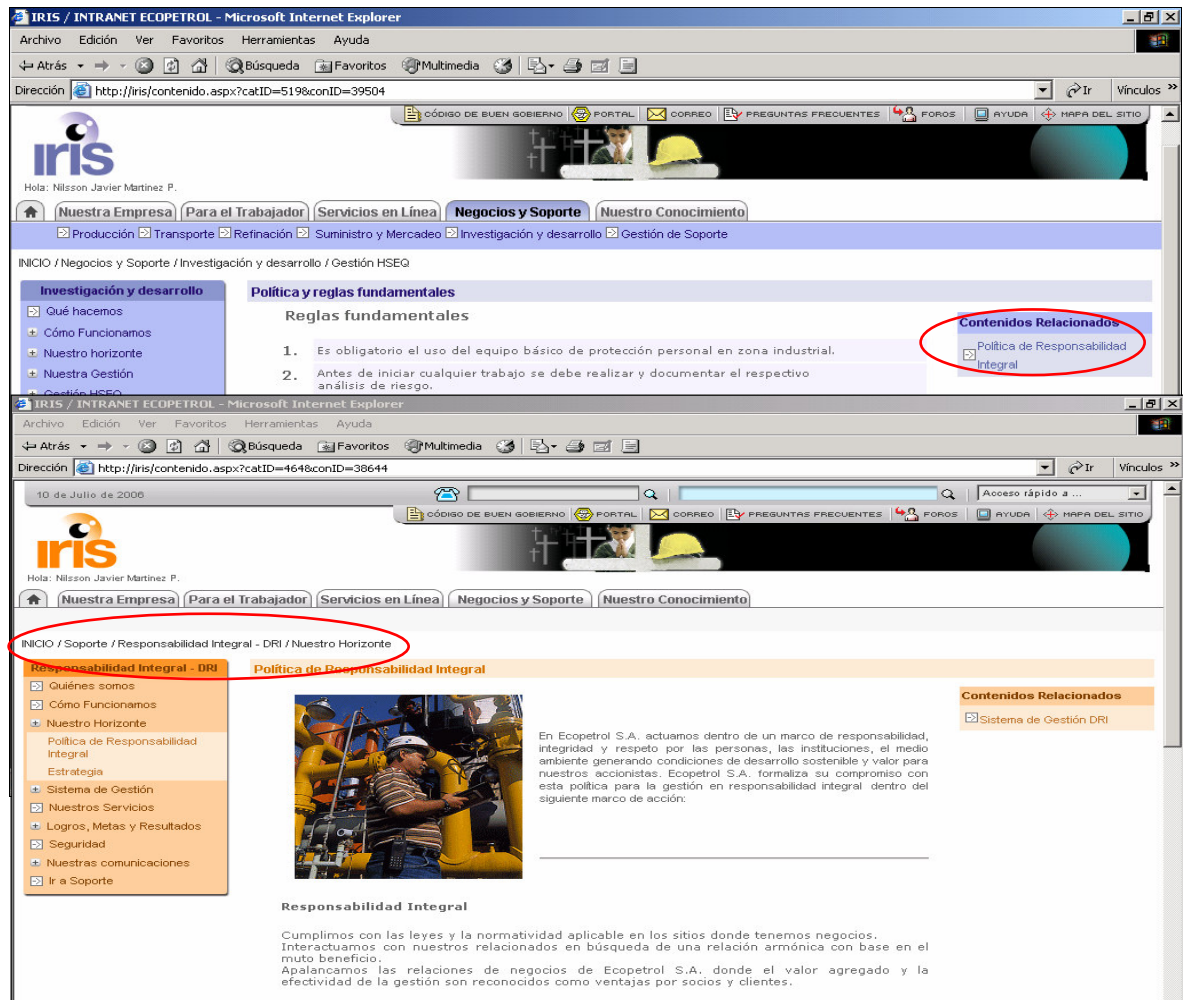 IRIS / INTRANET ECOPETROL - Microsoft Internet Explorer
Archivo Edición Ver Favoritos Herramientas Ayuda
Atrás Búsqueda Favoritos Multimedia
Dirección http://iris/contenido.aspx?catID=519&conID=39504 Ir Vínculos »
CÓDIGO DE BUEN GOBIERNO PORTAL CORREO PREGUNTAS FRECUENTES FOROS AYUDA MAPA DEL SITIO
iris
Hola: Nilsson Javier Martinez P.
Nuestra Empresa Para el Trabajador Servicios en Línea Negocios y Soporte Nuestro Conocimiento
Producción Transporte Refinación Suministro y Mercadeo Investigación y desarrollo Gestión de Soporte
INICIO / Negocios y Soporte / Investigación y desarrollo / Gestión HSEQ
Investigación y desarrollo
Qué hacemos
Cómo Funcionamos
Nuestro horizonte
Nuestra Gestión
Gestión HSEQ
Política y reglas fundamentales
Reglas fundamentales
1. Es obligatorio el uso del equipo básico de protección personal en zona industrial.
2. Antes de iniciar cualquier trabajo se debe realizar y documentar el respectivo
análisis de riesgo.
Contenidos Relacionados
Política de Responsabilidad
Integral
IRIS / INTRANET ECOPETROL - Microsoft Internet Explorer
Archivo Edición Ver Favoritos Herramientas Ayuda
Atrás Búsqueda Favoritos Multimedia
Dirección http://iris/contenido.aspx?catID=464&conID=38644 Ir Vínculos »
10 de Julio de 2006 Acceso rápido a ...
CÓDIGO DE BUEN GOBIERNO PORTAL CORREO PREGUNTAS FRECUENTES FOROS AYUDA MAPA DEL SITIO
iris
Hola: Nilsson Javier Martinez P.
Nuestra Empresa Para el Trabajador Servicios en Línea Negocios y Soporte Nuestro Conocimiento
INICIO / Soporte / Responsabilidad Integral - DRI / Nuestro Horizonte
Responsabilidad Integral - DRI
Quiénes somos
Cómo Funcionamos
Nuestro Horizonte
Política de Responsabilidad
Integral
Estrategia
Sistema de Gestión
Nuestros Servicios
Logros, Metas y Resultados
Seguridad
Nuestras comunicaciones
Ir a Soporte
Política de Responsabilidad Integral
En Ecopetrol S.A. actuamos dentro de un marco de responsabilidad,
integridad y respeto por las personas, las instituciones, el medio
ambiente generando condiciones de desarrollo sostenible y valor para
nuestros accionistas. Ecopetrol S.A. formaliza su compromiso con
esta política para la gestión en responsabilidad integral dentro del
siguiente marco de acción:
Contenidos Relacionados
Sistema de Gestión DRI
Responsabilidad Integral
Cumplimos con las leyes y la normatividad aplicable en los sitios donde tenemos negocios.
Interactuamos con nuestros relacionados en búsqueda de una relación armónica con base en el
muto beneficio.
Apalancamos las relaciones de negocios de Ecopetrol S.A. donde el valor agregado y la
efectividad de la gestión son reconocidos como ventajas por socios y clientes.